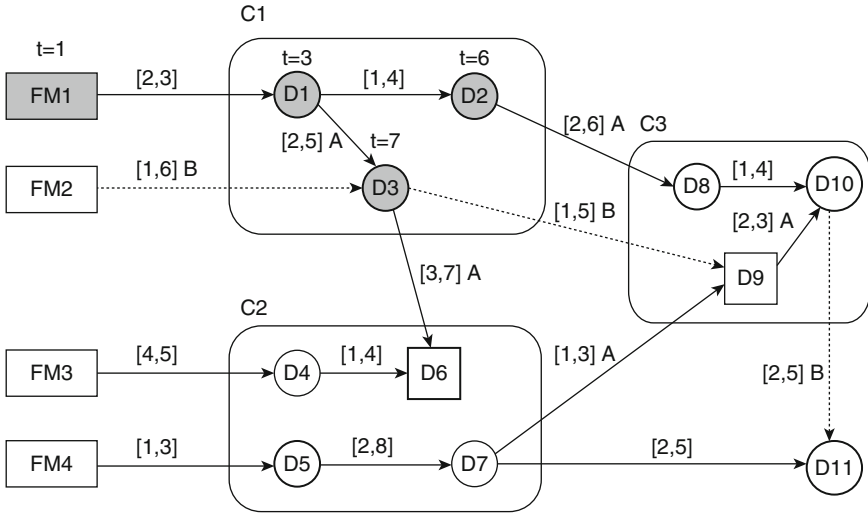 C1
t=1
t=3
t=6
FM1
[2,3]
D1
[1,4]
D2
[2,5] A
t=7
[2,6] A
C3
FM2
[1,6] B
D3
D8
[1,4]
D10
[1,5] B
[2,3] A
D9
[3,7] A
C2
FM3
[4,5]
D4
[1,4]
D6
[1,3] A
[2,5] B
FM4
[1,3]
D5
[2,8]
D7
[2,5]
D11